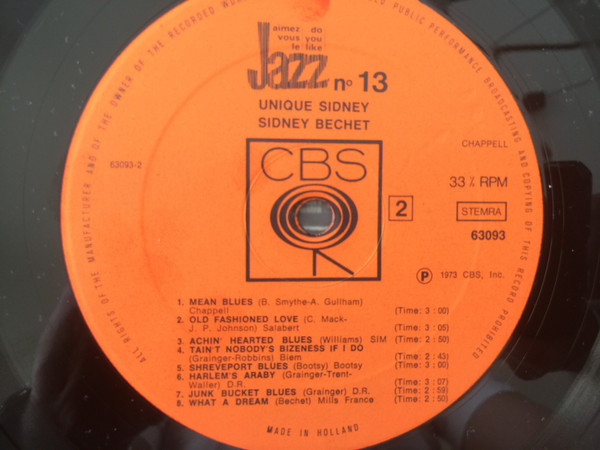 aimez do
vous you
le like
Jazz no 13
UNIQUE SIDNEY
SIDNEY BECHET
CHAPPELL
CBS
63093-2
33⅓ RPM
2
STEMRA
63093
P 1973 CBS, Inc.
1. MEAN BLUES (B. Smythe-A. Gullham)
Chappell (Time: 3 : 00)
2. OLD FASHIONED LOVE (C. Mack-
J. P. Johnson) Salabert (Time: 3 : 05)
3. ACHIN' HEARTED BLUES (Williams) SIM (Time: 2 : 50)
4. TAIN'T NOBODY'S BIZENESS IF I DO
(Grainger-Robbins) Biem (Time: 2 : 43)
5. SHREVEPORT BLUES (Bootsy) Bootsy (Time: 3 : 00)
6. HARLEM'S ARABY (Grainger-Trent-
Waller) D.R. (Time: 3 : 07)
7. JUNK BUCKET BLUES (Grainger) D.R. (Time: 2 : 59)
8. WHAT A DREAM (Bechet) Mills France (Time: 2 : 50)
MADE IN HOLLAND
ALL RIGHTS OF THE MANUFACTURER AND OF THE OWNER OF THE RECORDED WOR
PUBLIC PERFORMANCE BROADCASTING AND COPYING OF THIS RECORD PROHIBITED